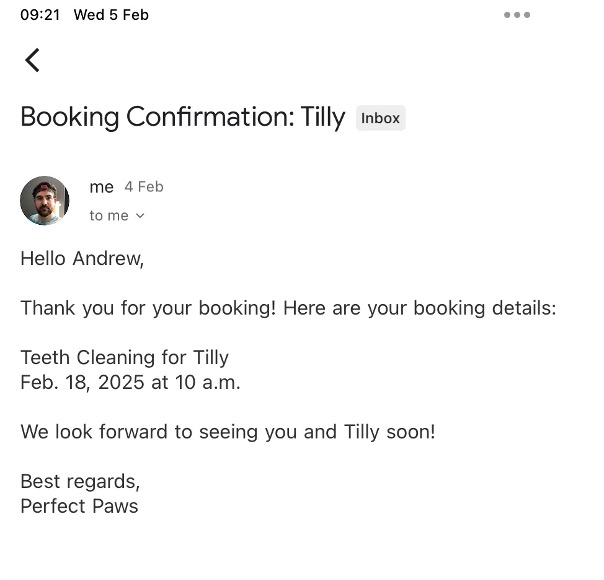 09:21 Wed 5 Feb
Booking Confirmation: Tilly Inbox
me 4 Feb
to me
Hello Andrew,
Thank you for your booking! Here are your booking details:
Teeth Cleaning for Tilly
Feb. 18, 2025 at 10 a.m.
We look forward to seeing you and Tilly soon!
Best regards,
Perfect Paws